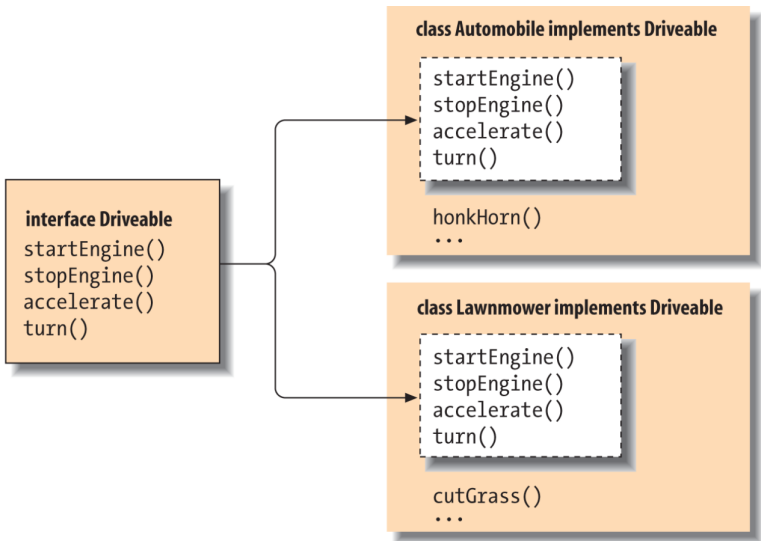 interface Driveable
startEngine()
stopEngine()
accelerate()
turn()
class Automobile implements Driveable
startEngine()
stopEngine()
accelerate()
turn()
honkHorn()
...
class Lawnmower implements Driveable
startEngine()
stopEngine()
accelerate()
turn()
cutGrass()
...